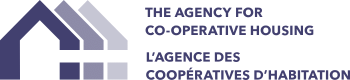 THE AGENCY FOR
CO-OPERATIVE HOUSING
L'AGENCE DES
COOPÉRATIVES D'HABITATION